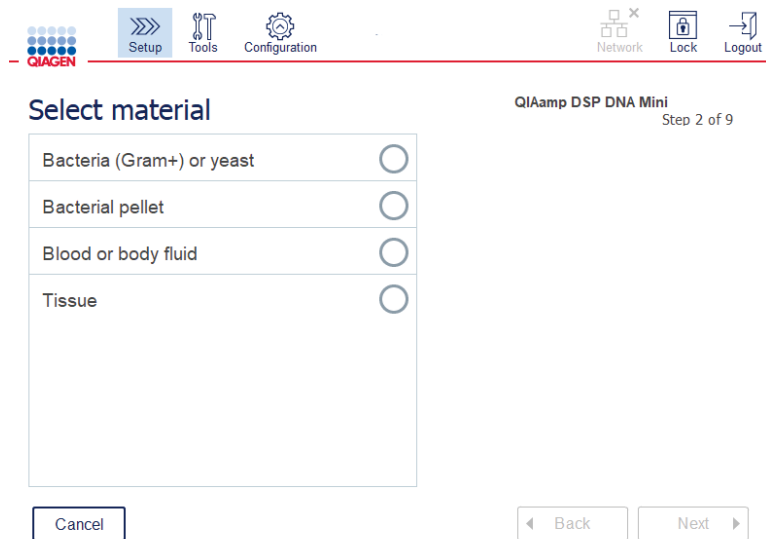 QIAGEN
Setup
Tools
Configuration
Network
Lock
Logout
Select material
QIAamp DSP DNA Mini
Step 2 of 9
Bacteria (Gram+) or yeast
Bacterial pellet
Blood or body fluid
Tissue
Cancel
Back
Next